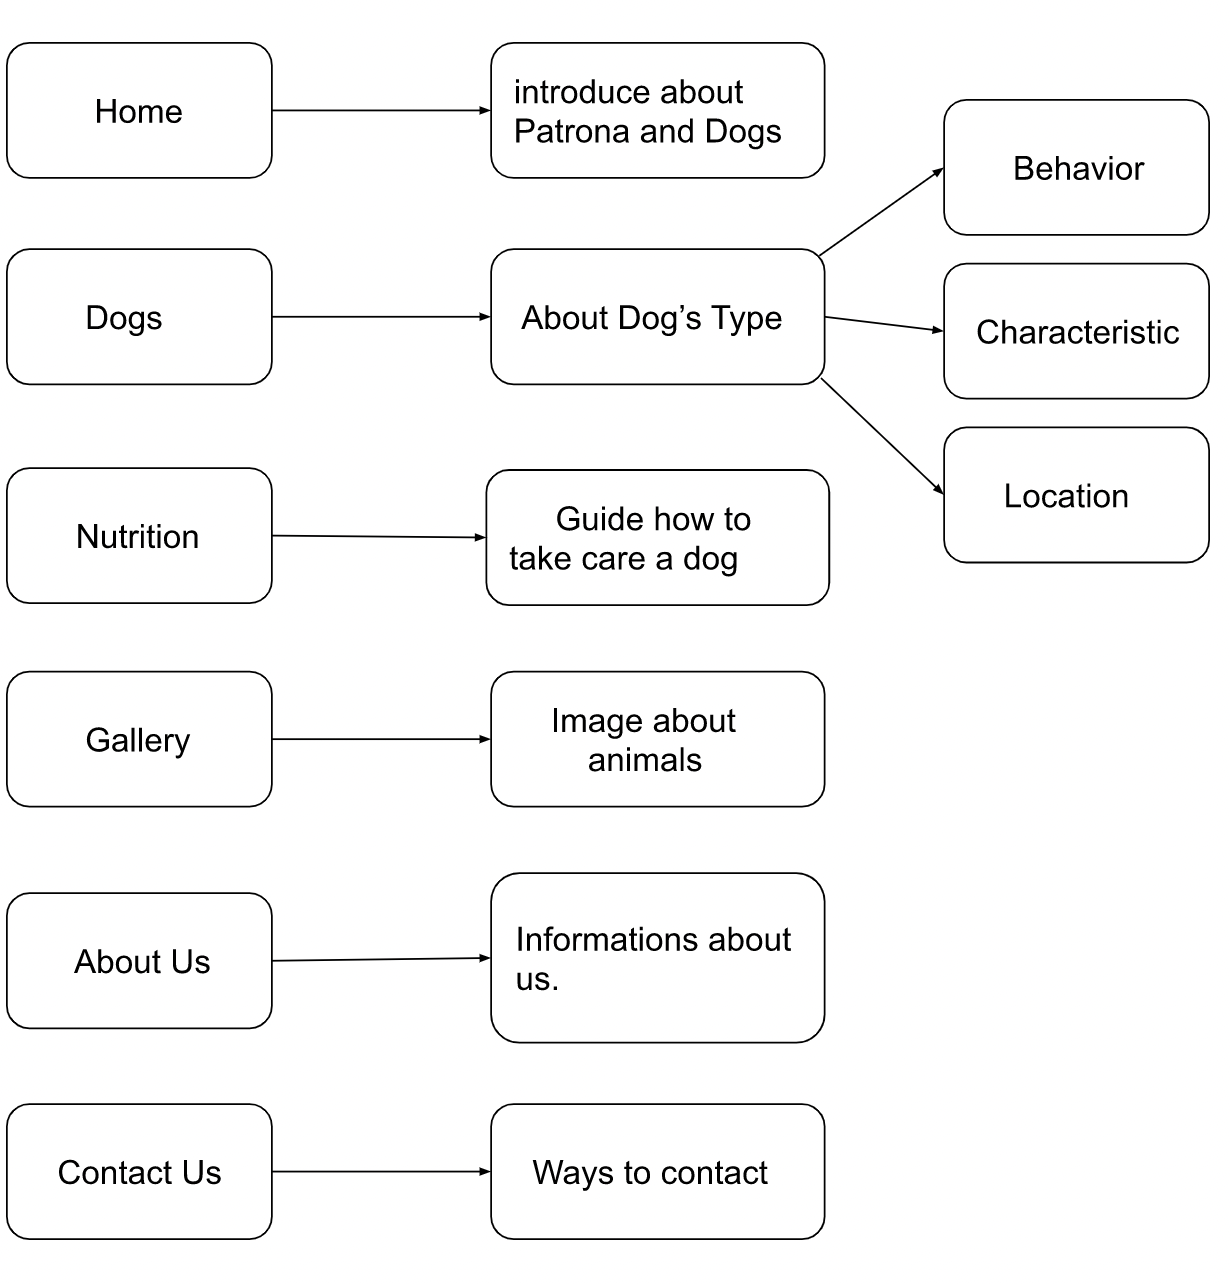 Home
introduce about
Patrona and Dogs
Behavior
Dogs
About Dog’s Type
Characteristic
Location
Nutrition
Guide how to
take care a dog
Gallery
Image about
animals
About Us
Informations about
us.
Contact Us
Ways to contact